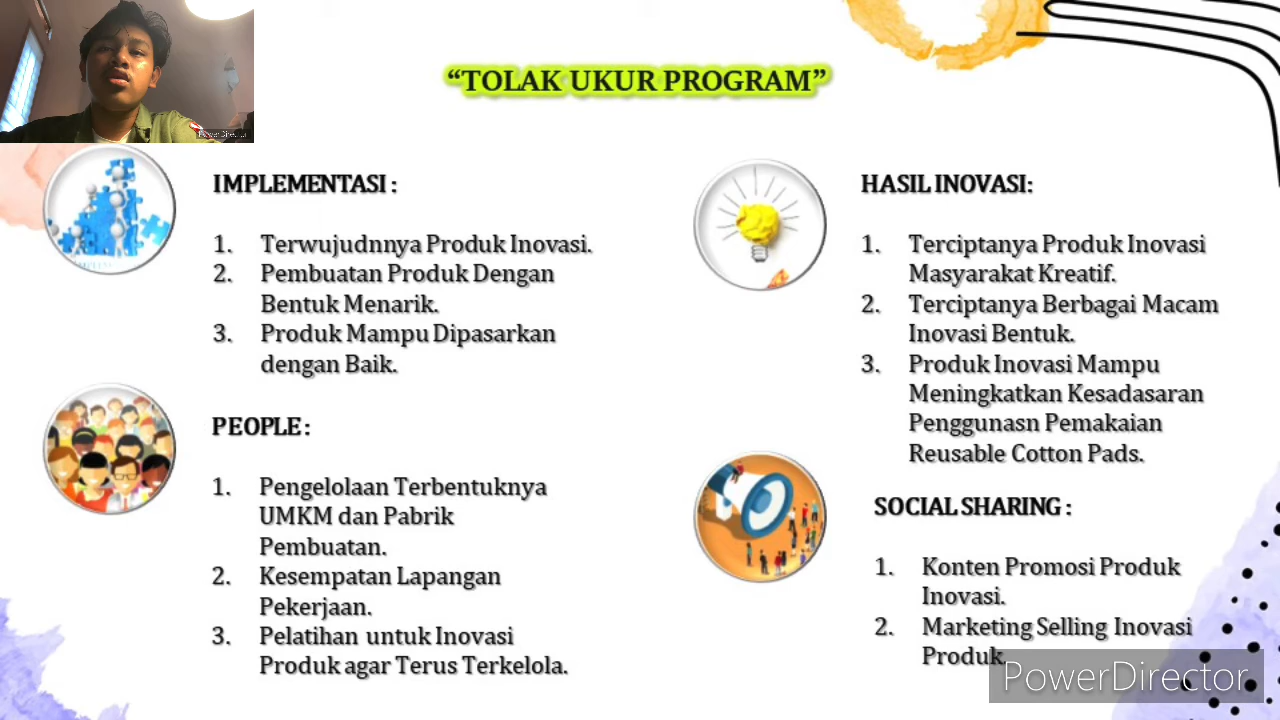 “TOLAK UKUR PROGRAM”
PowerDirector
IMPLEMENTASI :
1. Terwujudnnya Produk Inovasi.
2. Pembuatan Produk Dengan
Bentuk Menarik.
3. Produk Mampu Dipasarkan
dengan Baik.
PEOPLE :
1. Pengelolaan Terbentuknya
UMKM dan Pabrik
Pembuatan.
2. Kesempatan Lapangan
Pekerjaan.
3. Pelatihan untuk Inovasi
Produk agar Terus Terkelola.
HASIL INOVASI:
1. Terciptanya Produk Inovasi
Masyarakat Kreatif.
2. Terciptanya Berbagai Macam
Inovasi Bentuk.
3. Produk Inovasi Mampu
Meningkatkan Kesadasaran
Penggunasn Pemakaian
Reusable Cotton Pads.
SOCIAL SHARING :
1. Konten Promosi Produk
Inovasi.
2. Marketing Selling Inovasi
Produk.
PowerDirector